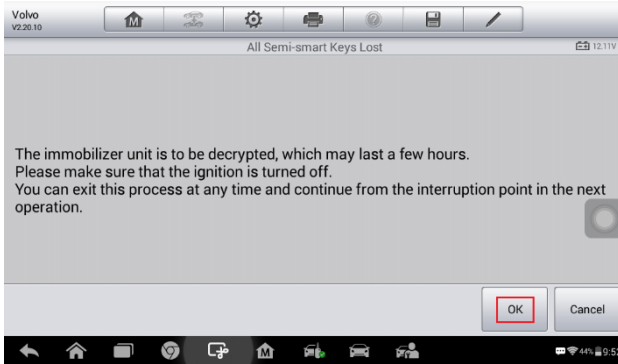 Volvo
V2.20.10
All Semi-smart Keys Lost
12.11V
The immobilizer unit is to be decrypted, which may last a few hours.
Please make sure that the ignition is turned off.
You can exit this process at any time and continue from the interruption point in the next
operation.
OK
Cancel
44%